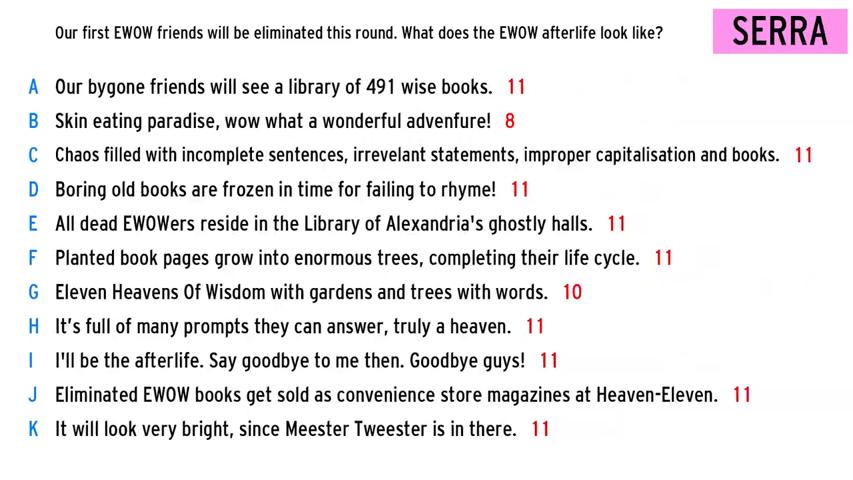 Our first EWOW friends will be eliminated this round. What does the EWOW afterlife look like?
SERRA
A Our bygone friends will see a library of 491 wise books. 11
B Skin eating paradise, wow what a wonderful advenfure! 8
C Chaos filled with incomplete sentences, irrevelant statements, improper capitalisation and books. 11
D Boring old books are frozen in time for failing to rhyme! 11
E All dead EWOWers reside in the Library of Alexandria's ghostly halls. 11
F Planted book pages grow into enormous trees, completing their life cycle. 11
G Eleven Heavens Of Wisdom with gardens and trees with words. 10
H It’s full of many prompts they can answer, truly a heaven. 11
I I'll be the afterlife. Say goodbye to me then. Goodbye guys! 11
J Eliminated EWOW books get sold as convenience store magazines at Heaven-Eleven. 11
K It will look very bright, since Meester Tweester is in there. 11